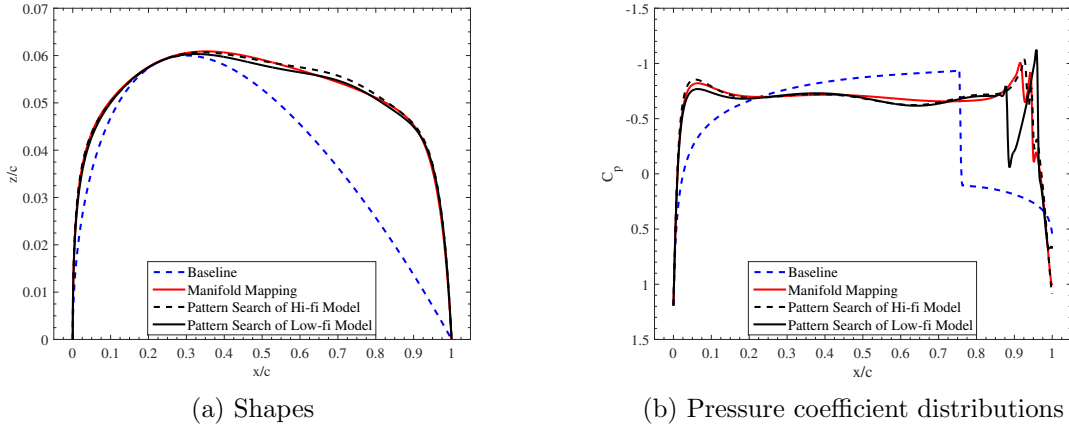 0.07
0.06
0.05
0.04
0.03
0.02
0.01
0
z/c
0 0.1 0.2 0.3 0.4 0.5 0.6 0.7 0.8 0.9 1
x/c
Baseline
Manifold Mapping
Pattern Search of Hi-fi Model
Pattern Search of Low-fi Model
(a) Shapes
-1.5
-1
-0.5
0
0.5
1
1.5
C_p
0 0.1 0.2 0.3 0.4 0.5 0.6 0.7 0.8 0.9 1
x/c
Baseline
Manifold Mapping
Pattern Search of Hi-fi Model
Pattern Search of Low-fi Model
(b) Pressure coefficient distributions